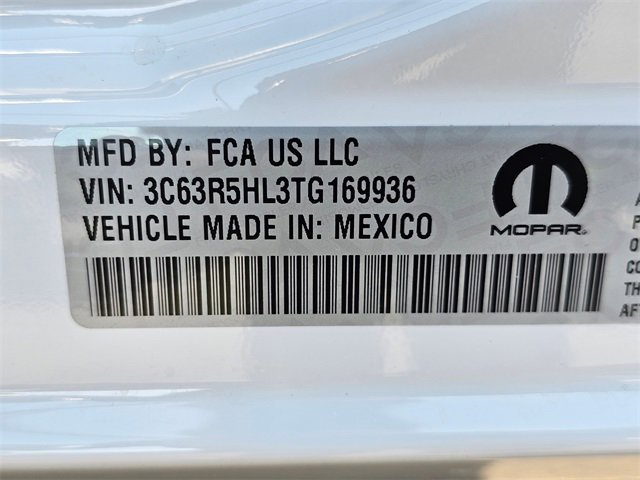 MFD BY: FCA US LLC
VIN: 3C63R5HL3TG169936
VEHICLE MADE IN: MEXICO
MOPAR